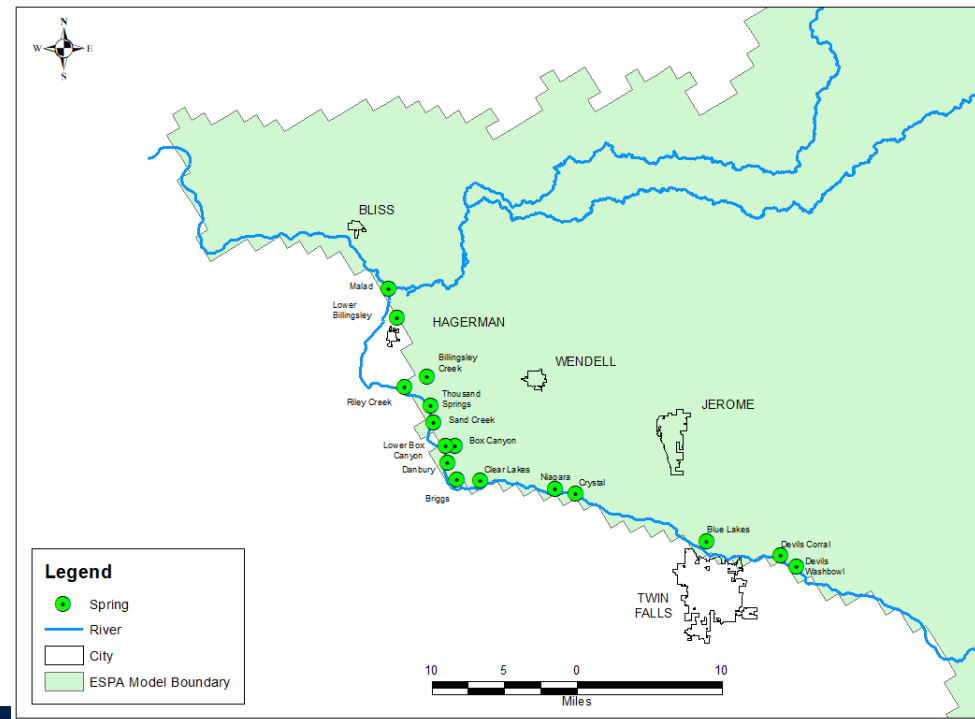 N
W E
S
BLISS
Malad
Lower
Billingsley
HAGERMAN
Billingsley
Creek
WENDELL
Riley Creek
Thousand
Springs
JEROME
Sand Creek
Lower Box
Canyon
Box Canyon
Danbury
Clear Lakes
Niagara
Crystal
Briggs
Blue Lakes
Devils Corral
Devils
Washbowl
TWIN
FALLS
Legend
Spring
River
City
ESPA Model Boundary
10 5 0 10
Miles